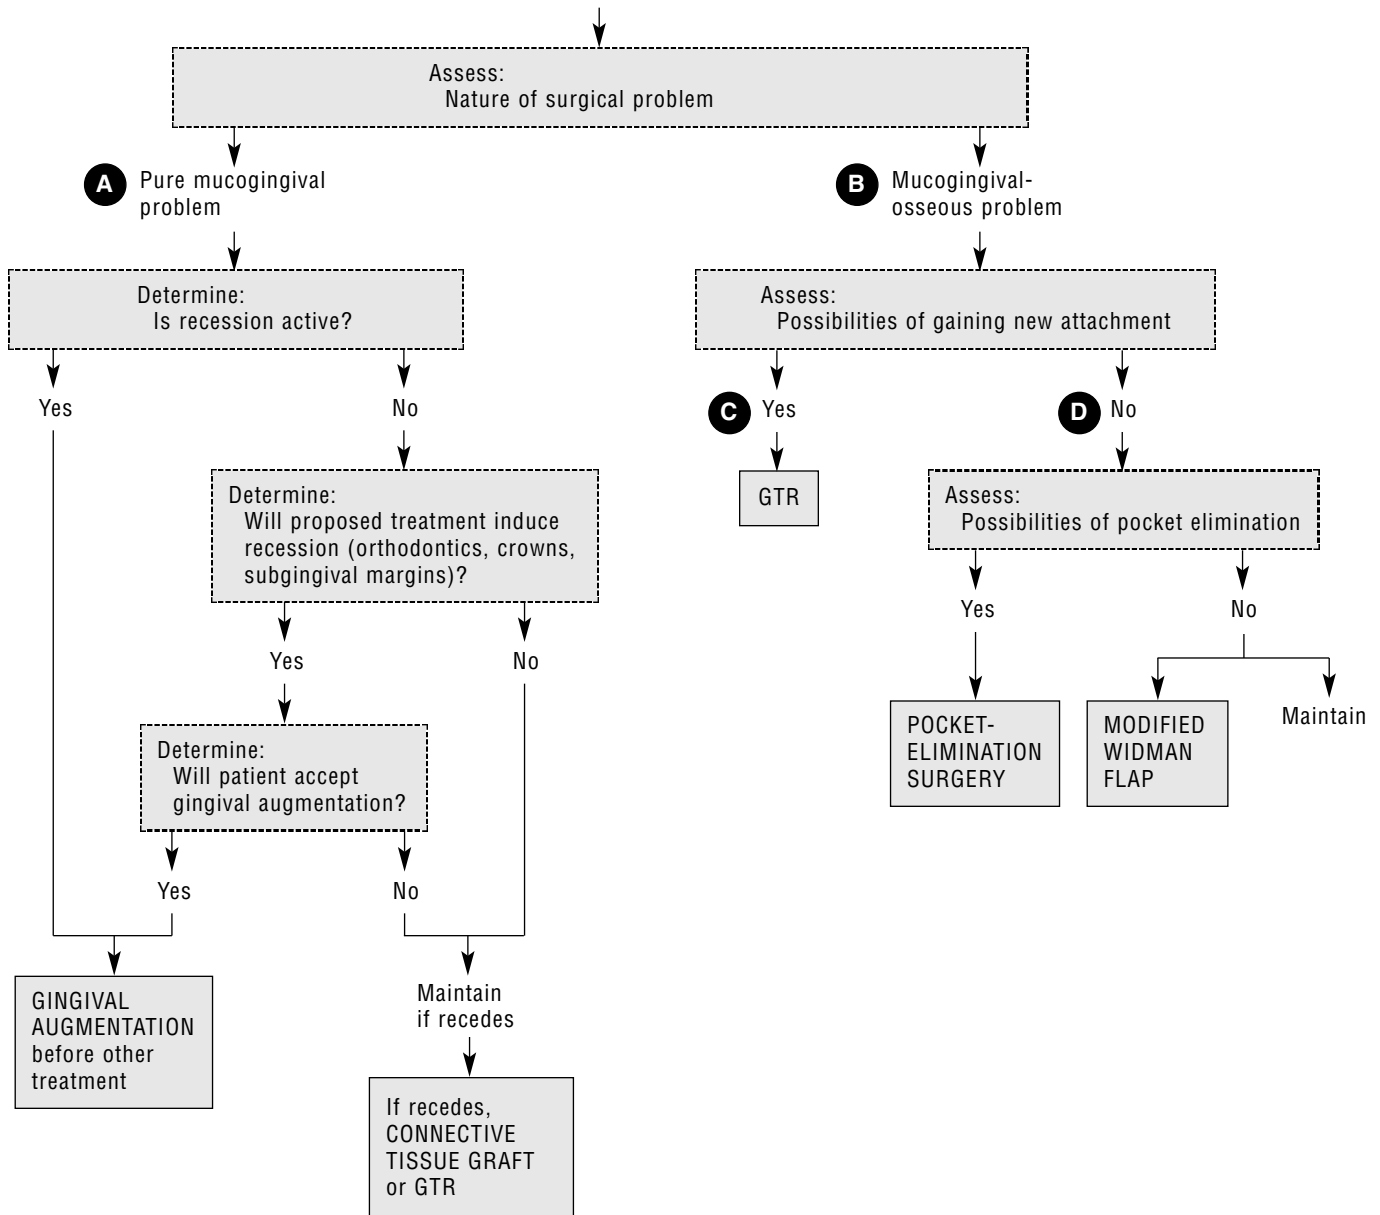 Assess:
Nature of surgical problem
A
Pure mucogingival
problem
B
Mucogingival-
osseous problem
Determine:
Is recession active?
Assess:
Possibilities of gaining new attachment
Yes
No
C
Yes
D
No
Determine:
Will proposed treatment induce
recession (orthodontics, crowns,
subgingival margins)?
GTR
Assess:
Possibilities of pocket elimination
Yes
No
Yes
No
Determine:
Will patient accept
gingival augmentation?
POCKET-
ELIMINATION
SURGERY
MODIFIED
WIDMAN
FLAP
Maintain
Yes
No
GINGIVAL
AUGMENTATION
before other
treatment
Maintain
if recedes
If recedes,
CONNECTIVE
TISSUE GRAFT
or GTR